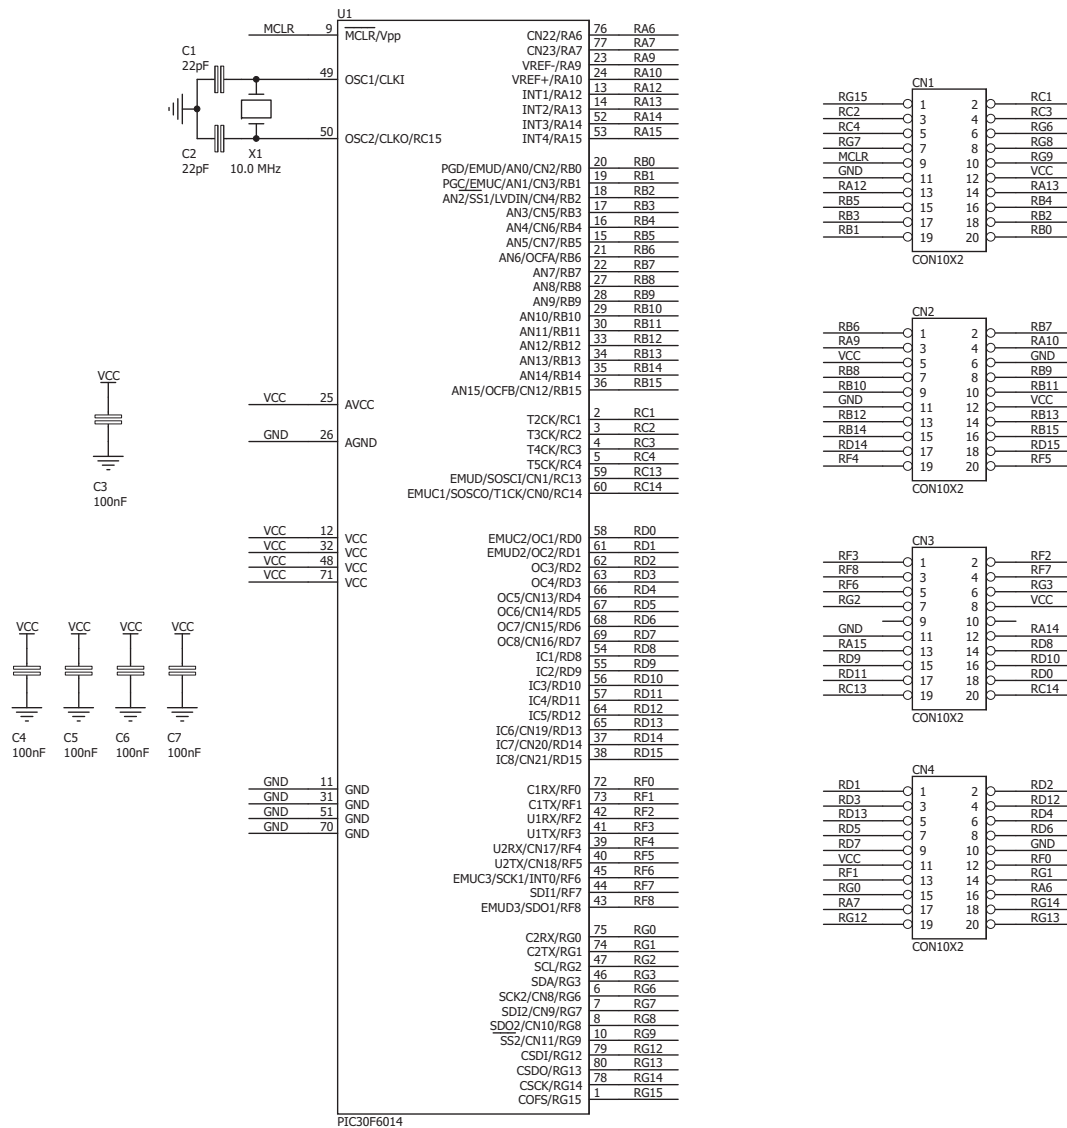 U1
MCLR 9 MCLR/Vpp
C1
22pF
49 OSC1/CLKI
50 OSC2/CLKO/RC15
C2
22pF
X1
10.0 MHz
VCC
C3
100nF
VCC 25 AVCC
GND 26 AGND
VCC 12 VCC
VCC 32 VCC
VCC 48 VCC
VCC 71 VCC
VCC VCC VCC VCC
C4 C5 C6 C7
100nF 100nF 100nF 100nF
GND 11 GND
GND 31 GND
GND 51 GND
GND 70 GND
CN22/RA6 76 RA6
CN23/RA7 77 RA7
VREF-/RA9 23 RA9
VREF+/RA10 24 RA10
INT1/RA12 13 RA12
INT2/RA13 14 RA13
INT3/RA14 52 RA14
INT4/RA15 53 RA15
PGD/EMUD/AN0/CN2/RB0 20 RB0
PGC/EMUC/AN1/CN3/RB1 19 RB1
AN2/SS1/LVDIN/CN4/RB2 18 RB2
AN3/CN5/RB3 17 RB3
AN4/CN6/RB4 16 RB4
AN5/CN7/RB5 15 RB5
AN6/OCFA/RB6 21 RB6
AN7/RB7 22 RB7
AN8/RB8 27 RB8
AN9/RB9 28 RB9
AN10/RB10 29 RB10
AN11/RB11 30 RB11
AN12/RB12 33 RB12
AN13/RB13 34 RB13
AN14/RB14 35 RB14
AN15/OCFB/CN12/RB15 36 RB15
T2CK/RC1 2 RC1
T3CK/RC2 3 RC2
T4CK/RC3 4 RC3
T5CK/RC4 5 RC4
EMUD/SOSCI/CN1/RC13 59 RC13
EMUC1/SOSCO/T1CK/CN0/RC14 60 RC14
EMUC2/OC1/RD0 58 RD0
EMUD2/OC2/RD1 61 RD1
OC3/RD2 62 RD2
OC4/RD3 63 RD3
OC5/CN13/RD4 66 RD4
OC6/CN14/RD5 67 RD5
OC7/CN15/RD6 68 RD6
OC8/CN16/RD7 69 RD7
IC1/RD8 54 RD8
IC2/RD9 55 RD9
IC3/RD10 56 RD10
IC4/RD11 57 RD11
IC5/RD12 64 RD12
IC6/CN19/RD13 65 RD13
IC7/CN20/RD14 37 RD14
IC8/CN21/RD15 38 RD15
C1RX/RF0 72 RF0
C1TX/RF1 73 RF1
U1RX/RF2 42 RF2
U1TX/RF3 41 RF3
U2RX/CN17/RF4 39 RF4
U2TX/CN18/RF5 40 RF5
EMUC3/SCK1/INT0/RF6 45 RF6
SDI1/RF7 44 RF7
EMUD3/SDO1/RF8 43 RF8
C2RX/RG0 75 RG0
C2TX/RG1 74 RG1
SCL/RG2 47 RG2
SDA/RG3 46 RG3
SCK2/CN8/RG6 6 RG6
SDI2/CN9/RG7 7 RG7
SDO2/CN10/RG8 8 RG8
SS2/CN11/RG9 10 RG9
CSDI/RG12 79 RG12
CSDO/RG13 80 RG13
CSCK/RG14 78 RG14
COFS/RG15 1 RG15
PIC30F6014
CN1
RG15 1 2 RC1
RC2 3 4 RC3
RC4 5 6 RG6
RG7 7 8 RG8
MCLR 9 10 RG9
GND 11 12 VCC
RA12 13 14 RA13
RB5 15 16 RB4
RB3 17 18 RB2
RB1 19 20 RB0
CON10X2
CN2
RB6 1 2 RB7
RA9 3 4 RA10
VCC 5 6 GND
RB8 7 8 RB9
RB10 9 10 RB11
GND 11 12 VCC
RB12 13 14 RB13
RB14 15 16 RB15
RD14 17 18 RD15
RF4 19 20 RF5
CON10X2
CN3
RF3 1 2 RF2
RF8 3 4 RF7
RF6 5 6 RG3
RG2 7 8 VCC
9 10
GND 11 12 RA14
RA15 13 14 RD8
RD9 15 16 RD10
RD11 17 18 RD0
RC13 19 20 RC14
CON10X2
CN4
RD1 1 2 RD2
RD3 3 4 RD12
RD13 5 6 RD4
RD5 7 8 RD6
RD7 9 10 GND
VCC 11 12 RF0
RF1 13 14 RG1
RG0 15 16 RA6
RA7 17 18 RG14
RG12 19 20 RG13
CON10X2